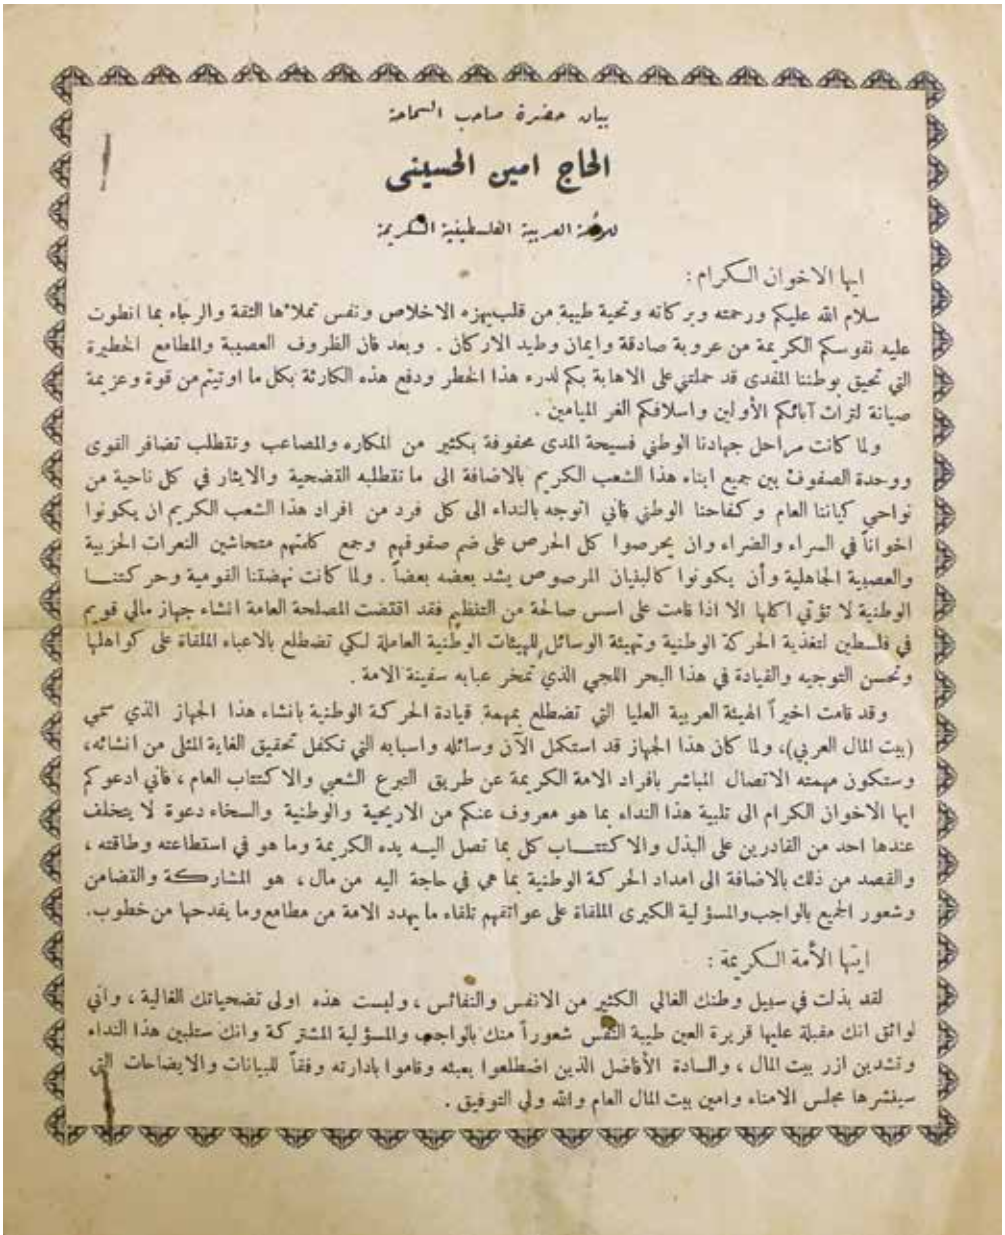 بيان حضرة صاحب السماحة
الحاج امين الحسيني
للأمة العربية الفلسطينية الكريمة
ايها الاخوان الكرام :
سلام الله عليكم ورحمته وبركاته وتحية طيبة من قلب يهزه الاخلاص ونفس تملأها الثقة والرجاء بما انطوت
عليه نفوسكم الكريمة من عروبة صادقة وايمان وطيد الاركان . وبعد فان الظروف العصيبة والمطامع الخطيرة
التي تحيق بوطننا المفدى قد حملتني على الاهابة بكم لدرء هذا الخطر ودفع هذه الكارثة بكل ما اوتيتم من قوة وعزيمة
صيانة لتراث آبائكم الأولين واسلافكم الغر الميامين .
ولما كانت مراحل جهادنا الوطني فسيحة المدى محفوفة بكثير من المكاره والمصاعب وتتطلب تضافر القوى
ووحدة الصفوف بين جميع ابناء هذا الشعب الكريم بالاضافة الى ما تتطلبه التضحية والايثار في كل ناحية من
نواحي كياننا العام وكفاحنا الوطني فاني اتوجه بالنداء الى كل فرد من افراد هذا الشعب الكريم ان يكونوا
اخواناً في السراء والضراء وان يحرصوا كل الحرص على ضم صفوفهم وجمع كلمتهم متحاشين النعرات الحزبية
والعصبية الجاهلية وأن يكونوا كالبنيان المرصوص يشد بعضه بعضاً . ولما كانت نهضتنا القومية وحركتنا
الوطنية لا تؤتي اكلها الا اذا قامت على اسس صالحة من التنظيم فقد اقتضت المصلحة العامة انشاء جهاز مالي قويم
في فلسطين لتغذية الحركة الوطنية وتهيئة الوسائل للهيئات الوطنية العاملة لكي تضطلع بالاعباء الملقاة على كواهلها
وتحسن التوجيه والقيادة في هذا البحر اللجي الذي تمخر عبابه سفينة الامة .
وقد قامت اخيراً الهيئة العربية العليا التي تضطلع بمهمة قيادة الحركة الوطنية بانشاء هذا الجهاز الذي سمي
(بيت المال العربي)، ولما كان هذا الجهاز قد استكمل الآن وسائله واسبابه التي تكفل تحقيق الغاية المثلى من انشائه،
وستكون مهمته الاتصال المباشر بافراد الامة الكريمة عن طريق التبرع الشعبي والاكتتاب العام ، فاني ادعوكم
ايها الاخوان الكرام الى تلبية هذا النداء بما هو معروف عنكم من الاريحية والوطنية والسخاء دعوة لا يتخلف
عندها احد من القادرين على البذل والاكتتاب كل بما تصل اليه يده الكريمة وما هو في استطاعته وطاقته ،
والقصد من ذلك بالاضافة الى امداد الحركة الوطنية بما هي في حاجة اليه من مال ، هو المشاركة والتضامن
وشعور الجميع بالواجب والمسؤلية الكبرى الملقاة على عواتقهم تلقاء ما يهدد الامة من مطامع وما يفدحها من خطوب.
ايتها الأمة الكريمة :
لقد بذلت في سبيل وطنك الغالي الكثير من الانفس والنفائس ، وليست هذه اولى تضحياتك الغالية ، واني
لواثق انك مقبلة عليها قريرة العين طيبة النفس شعوراً منك بالواجب والمسؤلية المشتركة وانك ستلبين هذا النداء
وتشدين ازر بيت المال ، والسادة الأفاضل الذين اضطلعوا بعبئه وقاموا بادارته وفقاً للبيانات والايضاحات التي
سينشرها مجلس الامناء وامين بيت المال العام والله ولي التوفيق .